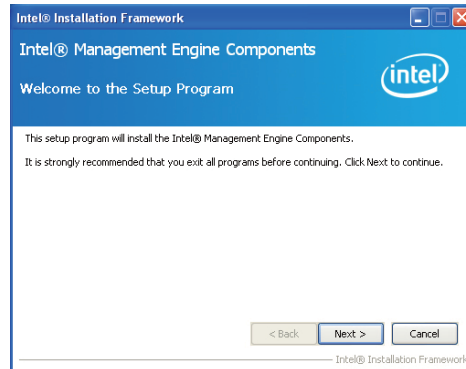 Intel® Installation Framework
Intel® Management Engine Components
Welcome to the Setup Program
intel
This setup program will install the Intel® Management Engine Components.
It is strongly recommended that you exit all programs before continuing. Click Next to continue.
< Back Next > Cancel
Intel® Installation Framework